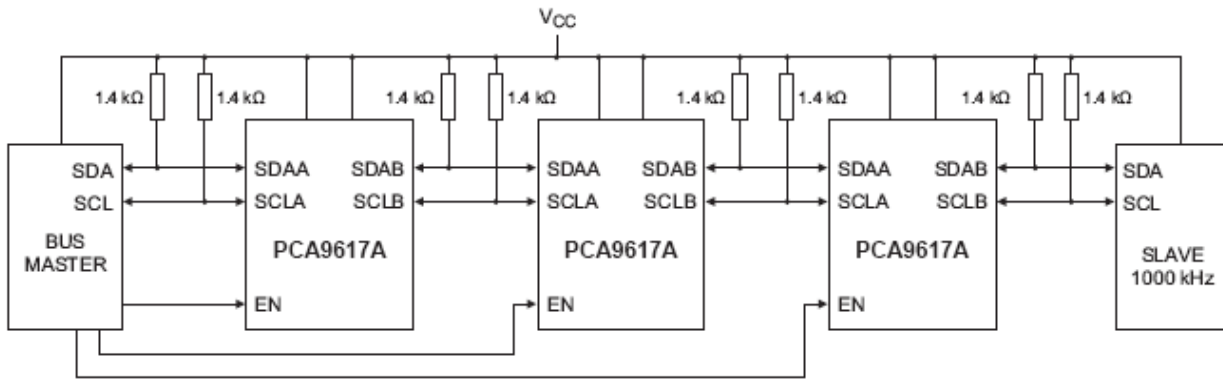 VCC
1.4 kΩ 1.4 kΩ 1.4 kΩ 1.4 kΩ 1.4 kΩ 1.4 kΩ 1.4 kΩ 1.4 kΩ
SDA SDAA SDAB SDAA SDAB SDAA SDAB SDA
SCL SCLA SCLB SCLA SCLB SCLA SCLB SCL
BUS
MASTER
PCA9617A PCA9617A PCA9617A
SLAVE
1000 kHz
EN EN EN